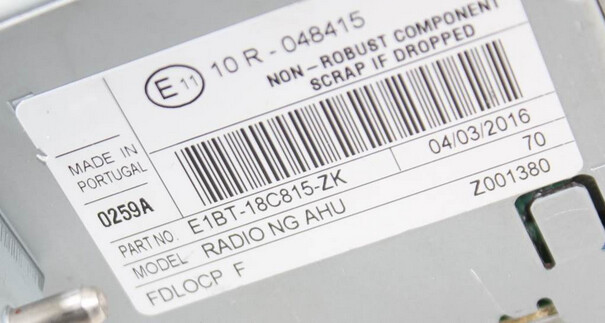 E11 10 R - 048415
NON-ROBUST COMPONENT
SCRAP IF DROPPED
MADE IN
PORTUGAL
04/03/2016
0259A
PART NO. E1BT-18C815-ZK 70
MODEL RADIO NG AHU Z001380
FDLOCP F